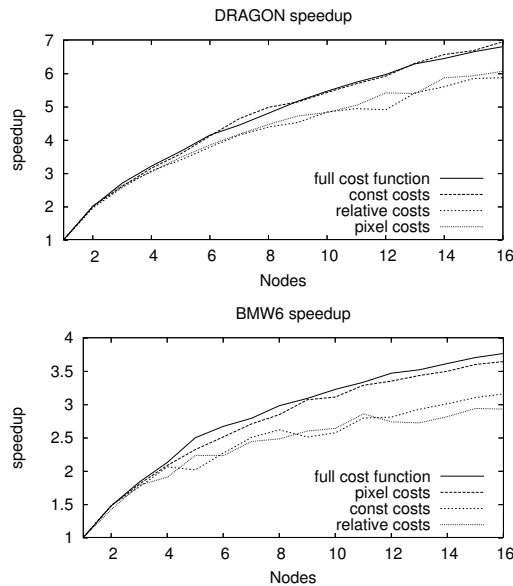 DRAGON speedup
7
6
5
4
3
2
1
speedup
full cost function
const costs
relative costs
pixel costs
2 4 6 8 10 12 14 16
Nodes
BMW6 speedup
4
3.5
3
2.5
2
1.5
1
speedup
full cost function
pixel costs
const costs
relative costs
2 4 6 8 10 12 14 16
Nodes